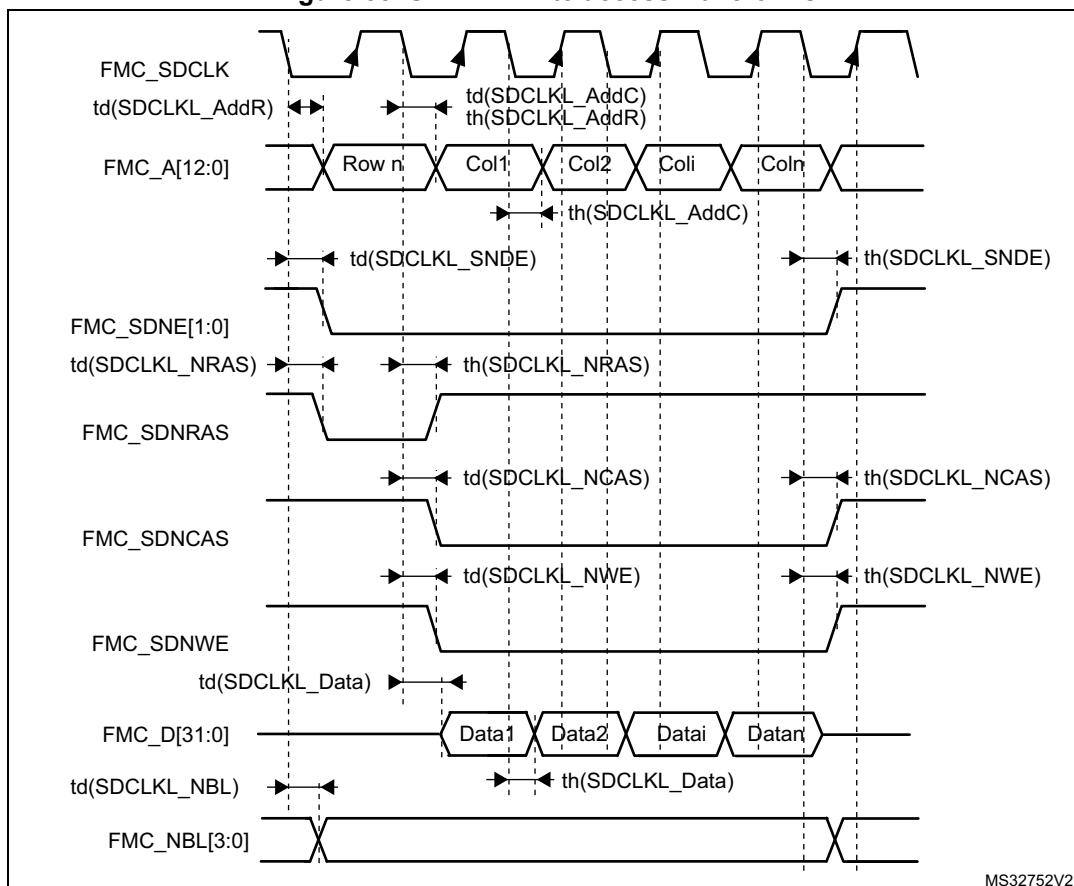 FMC_SDCLK
td(SDCLKL_AddR)
td(SDCLKL_AddC)
th(SDCLKL_AddR)
FMC_A[12:0]
Row n
Col1
Col2
Coli
Coln
th(SDCLKL_AddC)
td(SDCLKL_SNDE)
th(SDCLKL_SNDE)
FMC_SDNE[1:0]
td(SDCLKL_NRAS)
th(SDCLKL_NRAS)
FMC_SDNRAS
td(SDCLKL_NCAS)
th(SDCLKL_NCAS)
FMC_SDNCAS
td(SDCLKL_NWE)
th(SDCLKL_NWE)
FMC_SDNWE
td(SDCLKL_Data)
FMC_D[31:0]
Data1
Data2
Datai
Datan
td(SDCLKL_NBL)
th(SDCLKL_Data)
FMC_NBL[3:0]
MS32752V2